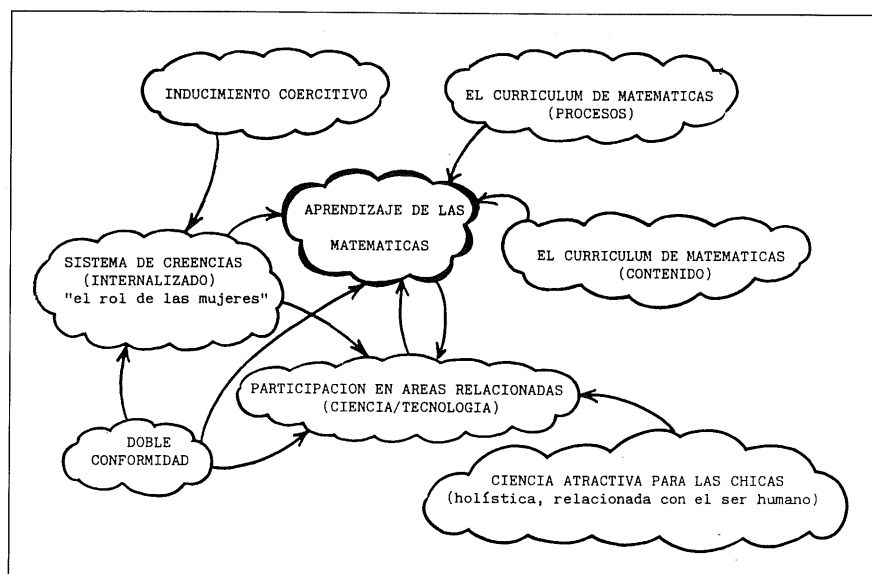 INDUCIMIENTO COERCITIVO
EL CURRICULUM DE MATEMATICAS
(PROCESOS)
APRENDIZAJE DE LAS
MATEMATICAS
SISTEMA DE CREENCIAS
(INTERNALIZADO)
"el rol de las mujeres"
EL CURRICULUM DE MATEMATICAS
(CONTENIDO)
PARTICIPACION EN AREAS RELACIONADAS
(CIENCIA/TECNOLOGIA)
DOBLE
CONFORMIDAD
CIENCIA ATRACTIVA PARA LAS CHICAS
(holística, relacionada con el ser humano)